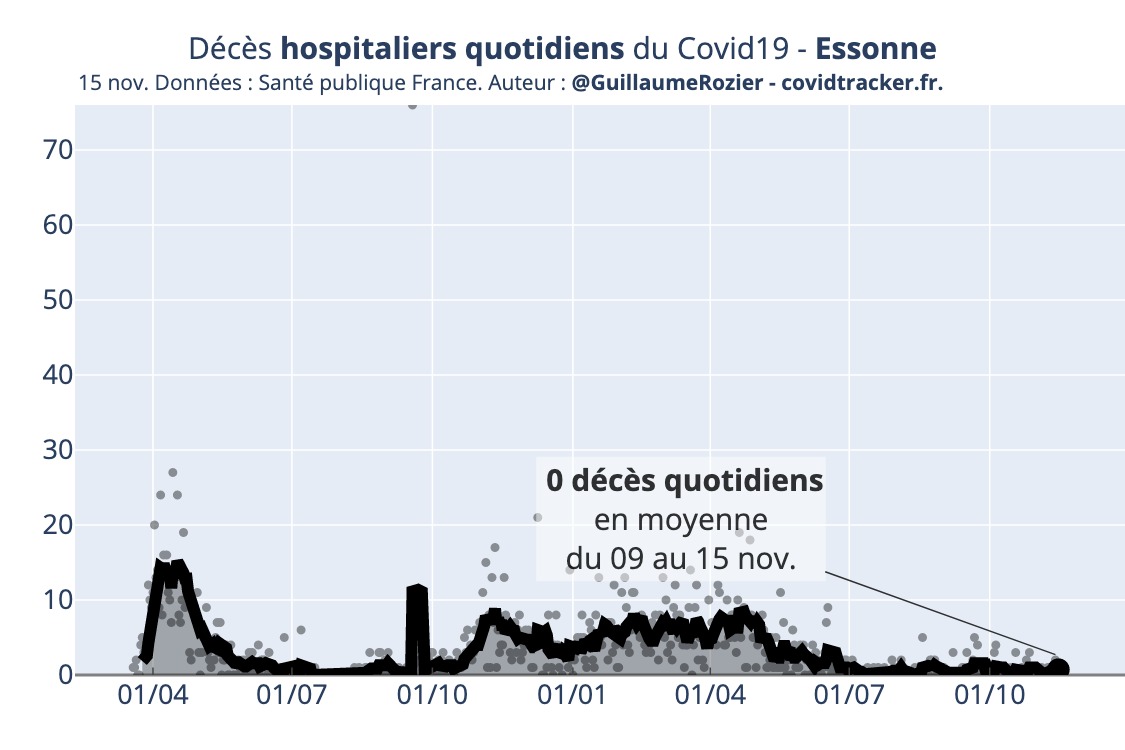 Décès hospitaliers quotidiens du Covid19 - Essonne
15 nov. Données : Santé publique France. Auteur : @GuillaumeRozier - covidtracker.fr.
70
60
50
40
30
20
10
0
0 décès quotidiens
en moyenne
du 09 au 15 nov.
01/04 01/07 01/10 01/01 01/04 01/07 01/10